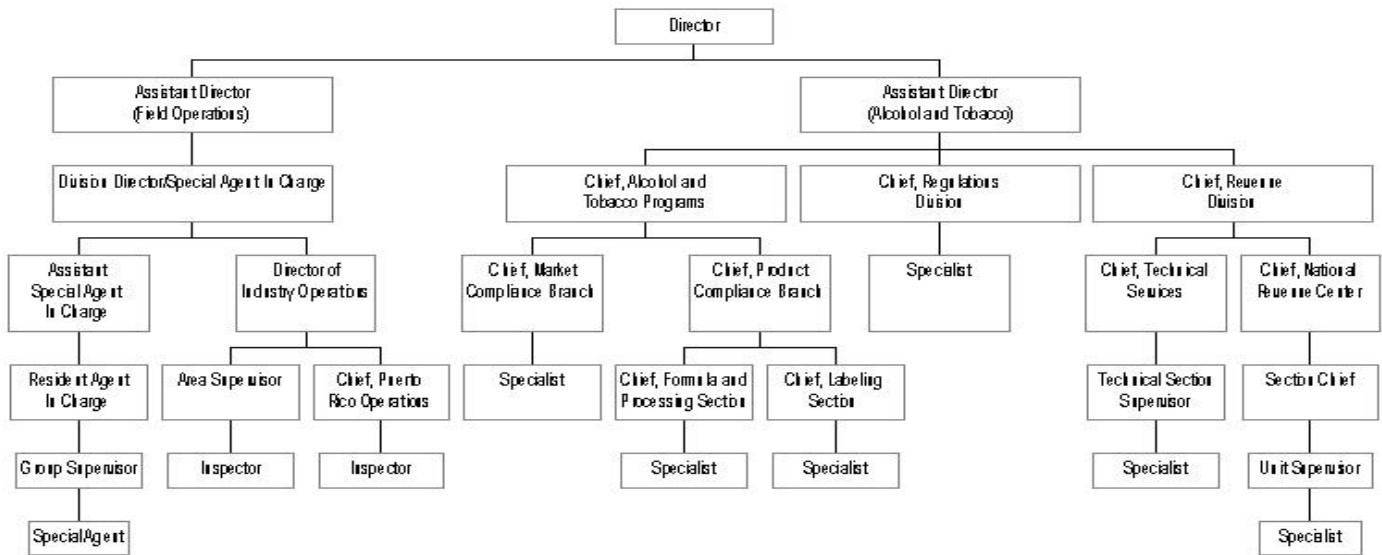 Director
Assistant Director
(Field Operations)
Assistant Director
(Alcohol and Tobacco)
Division Director/Special Agent In Charge
Chief, Alcohol and
Tobacco Programs
Chief, Regulations
Division
Chief, Revenue
Division
Assistant
Special Agent
In Charge
Director of
Industry Operations
Chief, Market
Compliance Branch
Chief, Product
Compliance Branch
Specialist
Chief, Technical
Services
Chief, National
Revenue Center
Resident Agent
In Charge
Area Supervisor
Chief, Puerto
Rico Operations
Specialist
Chief, Formula and
Processing Section
Chief, Labeling
Section
Technical Section
Supervisor
Section Chief
Group Supervisor
Inspector
Inspector
Specialist
Specialist
Specialist
Unit Supervisor
Special Agent
Specialist